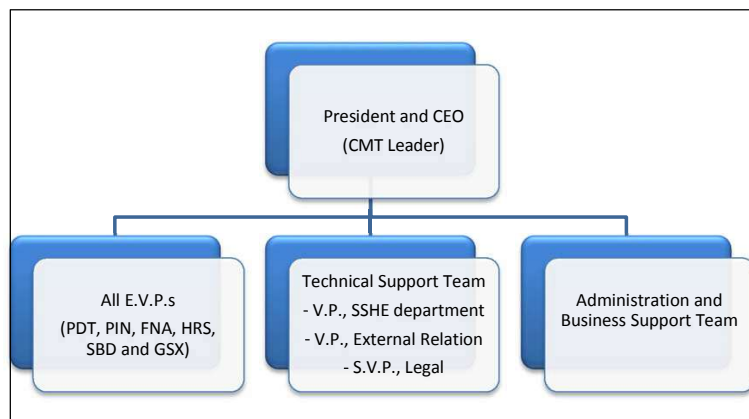 President and CEO
(CMT Leader)
All E.V.P.s
(PDT, PIN, FNA, HRS,
SBD and GSX)
Technical Support Team
- V.P., SSHE department
- V.P., External Relation
- S.V.P., Legal
Administration and
Business Support Team